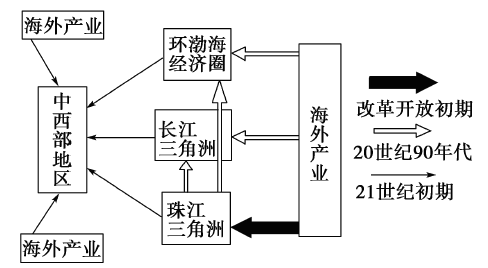 海外产业
环渤海
经济圈
中
西
部
地
区
长江
三角洲
珠江
三角洲
海外产业
海
外
产
业
改革开放初期
20世纪90年代
21世纪初期